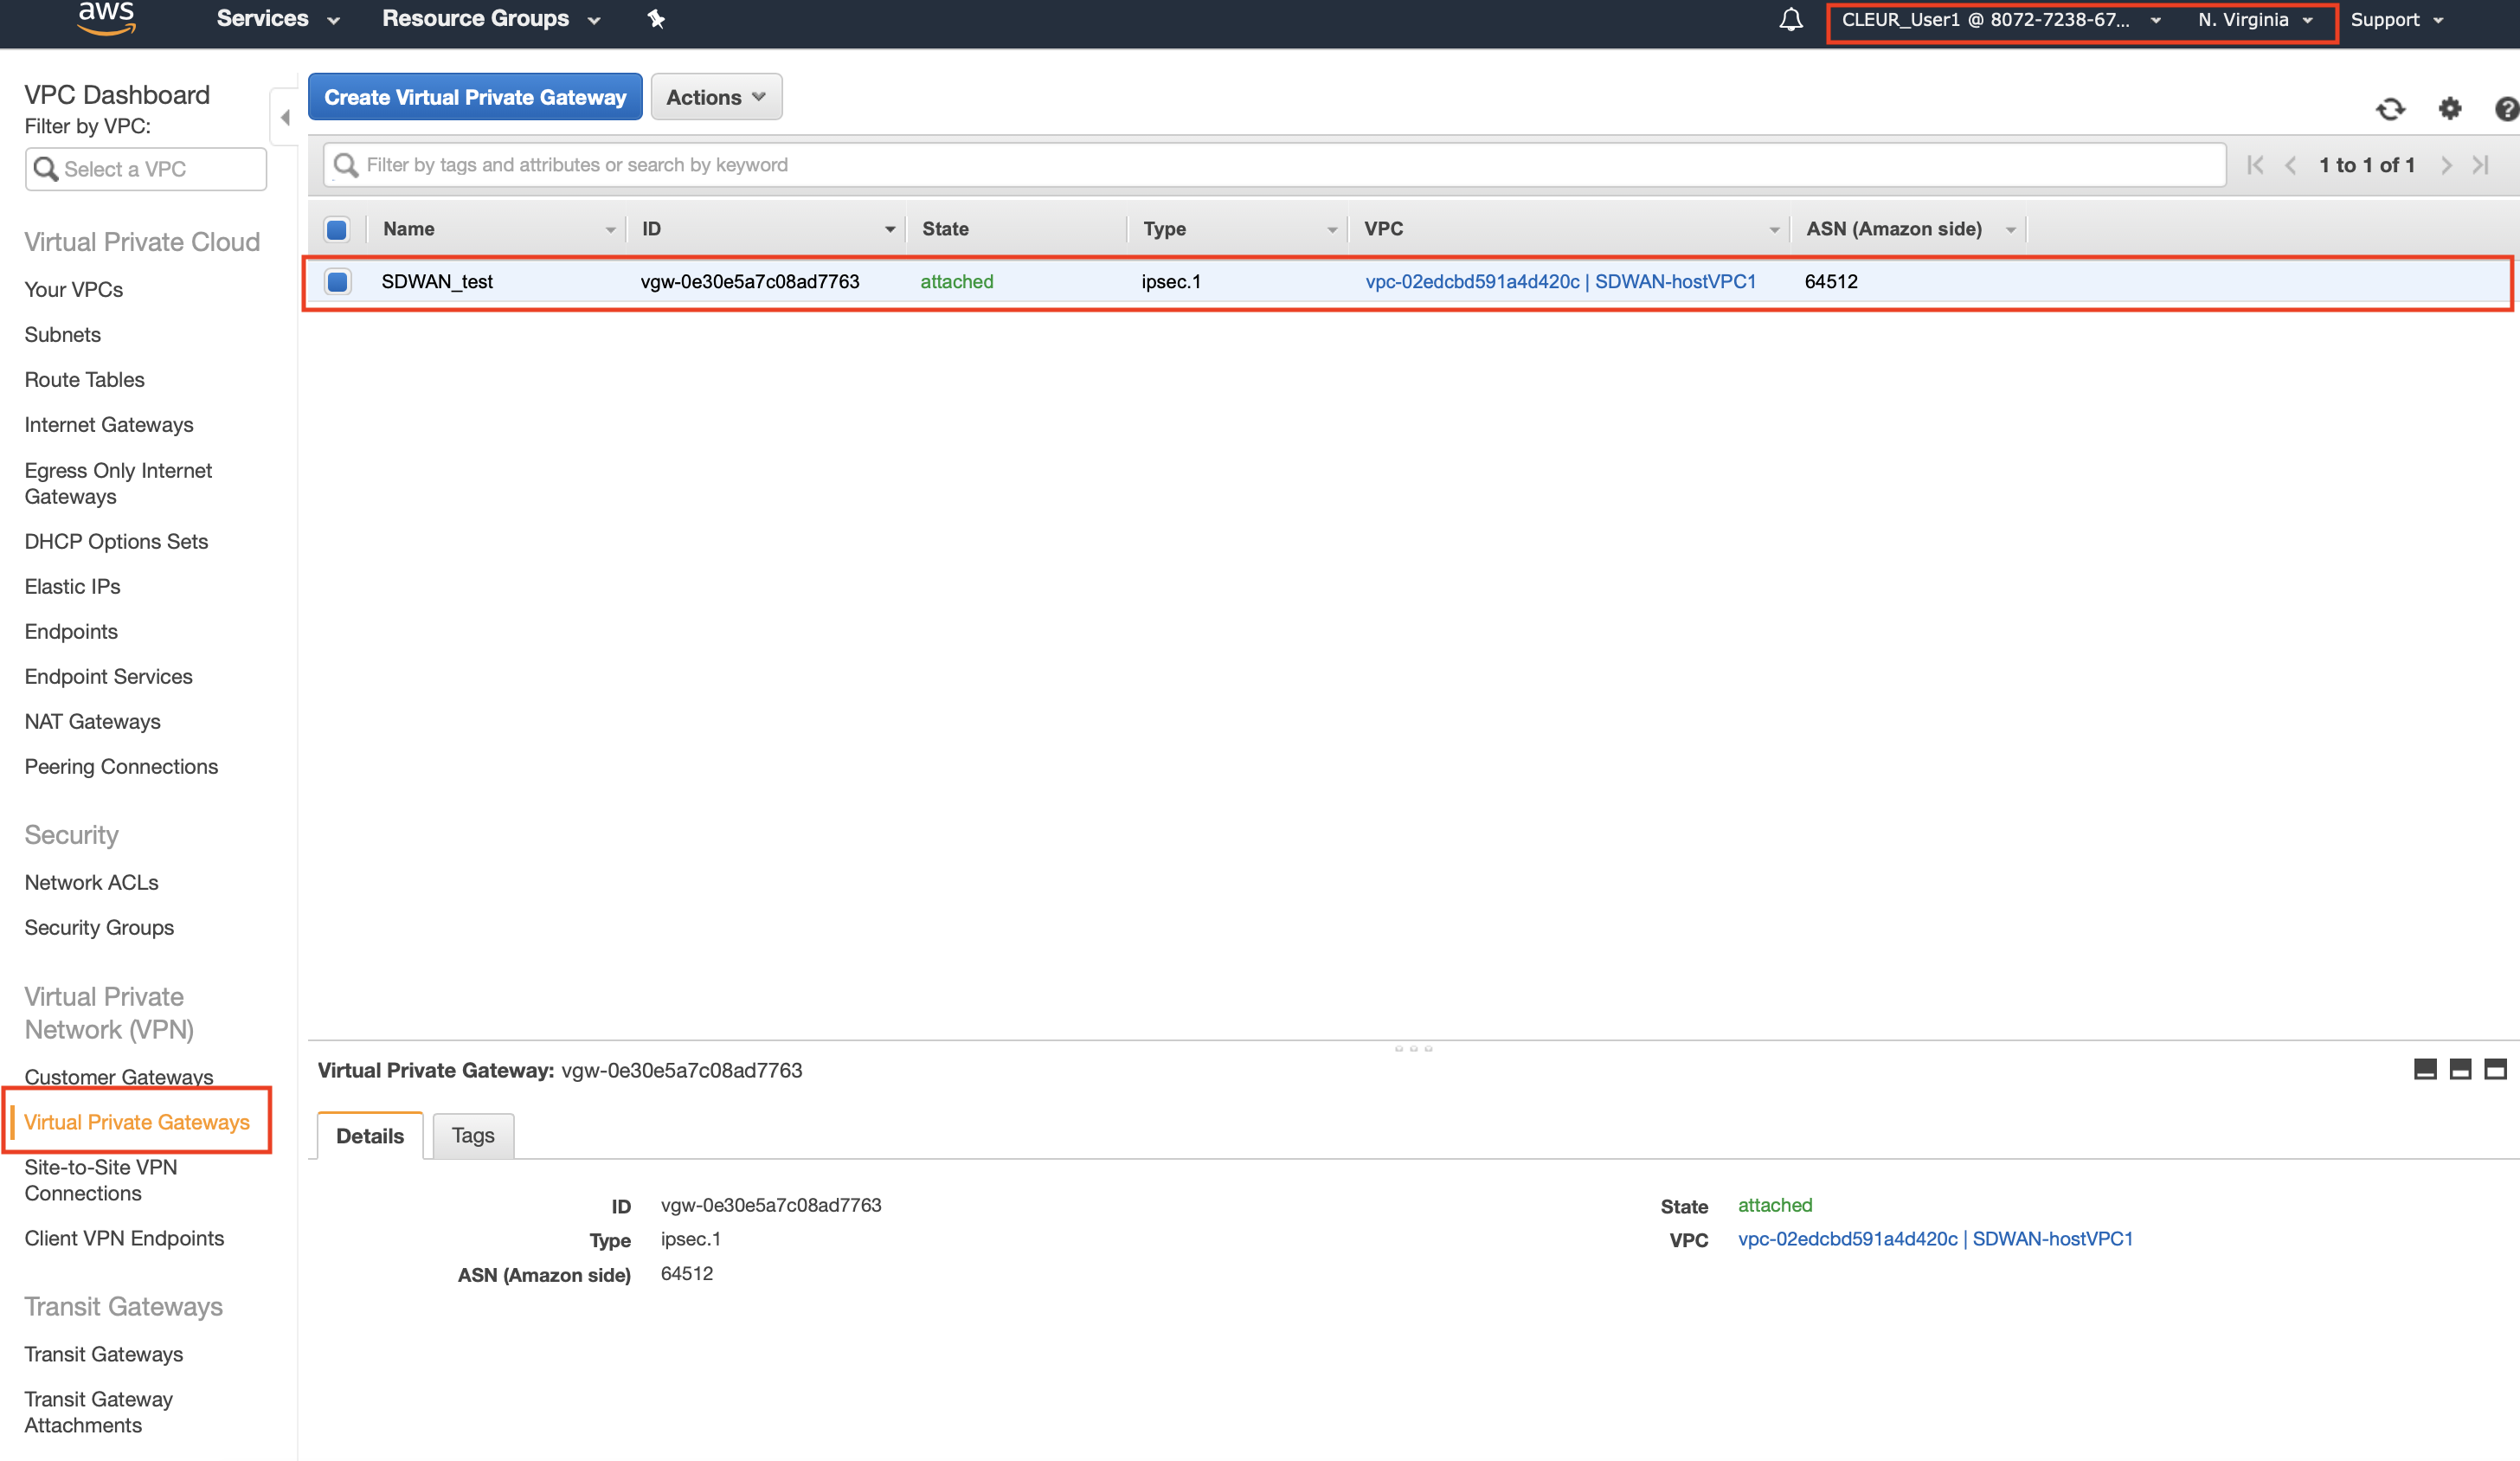 aws
Services
Resource Groups
CLEUR_User1 @ 8072-7238-67...
N. Virginia
Support
VPC Dashboard
Filter by VPC:
Select a VPC
Virtual Private Cloud
Your VPCs
Subnets
Route Tables
Internet Gateways
Egress Only Internet
Gateways
DHCP Options Sets
Elastic IPs
Endpoints
Endpoint Services
NAT Gateways
Peering Connections
Security
Network ACLs
Security Groups
Virtual Private
Network (VPN)
Customer Gateways
Virtual Private Gateways
Site-to-Site VPN
Connections
Client VPN Endpoints
Transit Gateways
Transit Gateways
Transit Gateway
Attachments
Create Virtual Private Gateway
Actions
Filter by tags and attributes or search by keyword
1 to 1 of 1
Name ID State Type VPC ASN (Amazon side)
SDWAN_test vgw-0e30e5a7c08ad7763 attached ipsec.1 vpc-02edcbd591a4d420c | SDWAN-hostVPC1 64512
Virtual Private Gateway: vgw-0e30e5a7c08ad7763
Details
Tags
ID vgw-0e30e5a7c08ad7763
Type ipsec.1
ASN (Amazon side) 64512
State attached
VPC vpc-02edcbd591a4d420c | SDWAN-hostVPC1